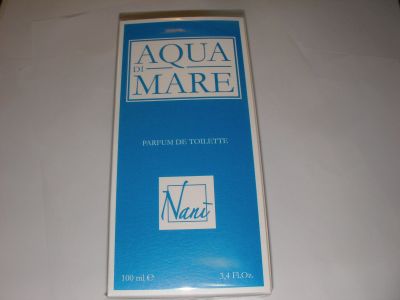 AQUA
DI
MARE
PARFUM DE TOILETTE
Nani
100 ml ℮
3,4 Fl.Oz.